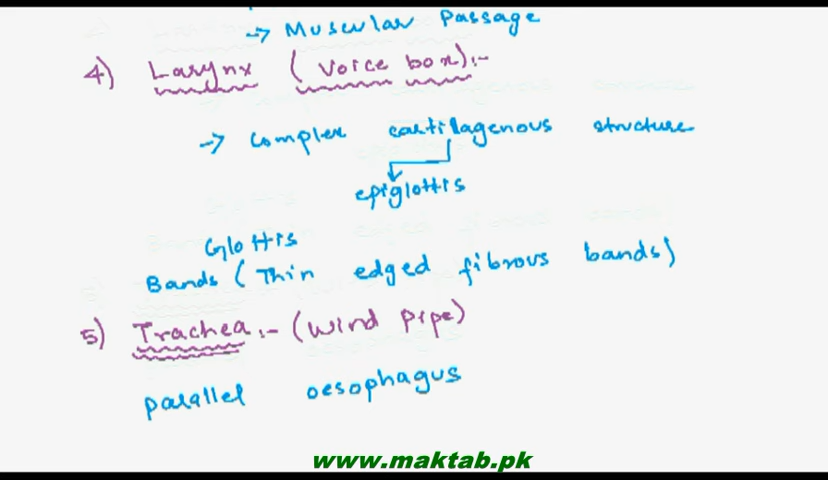 → Muscular Passage
4) Larynx (Voice box):-
→ Complex cartilagenous structure
epiglottis
Glottis
Bands (Thin edged fibrous bands)
5) Trachea :- (Wind pipe)
parallel oesophagus
www.maktab.pk